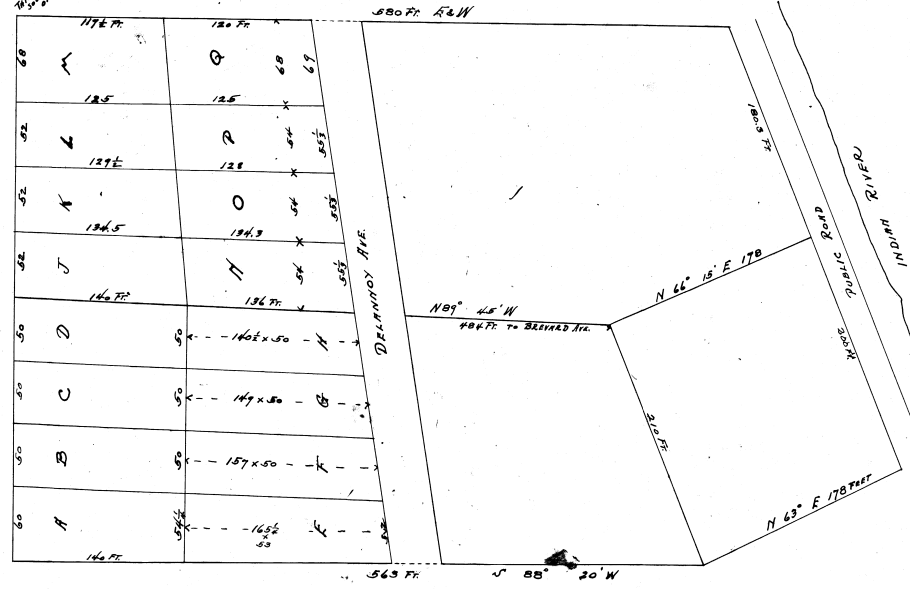 580 Ft. E & W
117½ Ft. 120 Ft.
68 M Q 68 69
125 125
52 L P 54 55⅓
129½ 128
52 K O 54 55⅓
134.5 134.3
52 J N 54 55⅓
140 Ft. 136 Ft.
50 D 50 140½ x 50 H
50 C 50 149 x 50 G
50 B 50 157 x 50 F
60 A 54½ 165½ x 53 E
140 Ft.
563 Ft. S 88° 20' W
DELANNOY AVE.
N 89° 45' W
484 Ft. TO BREVARD AVE.
N 66° 15' E 178
210 Ft.
N 63° E 178 FEET
180.3 Ft.
200 Ft.
PUBLIC ROAD
INDIAN RIVER